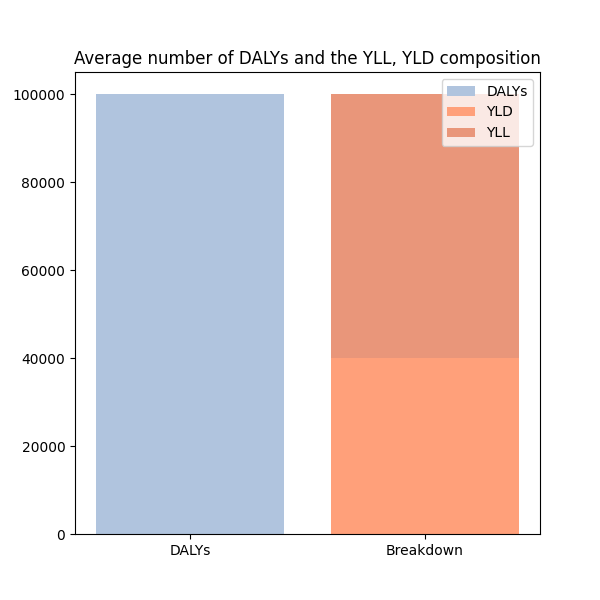 Average number of DALYs and the YLL, YLD composition
DALYs
YLD
YLL
100000
80000
60000
40000
20000
0
DALYs
Breakdown